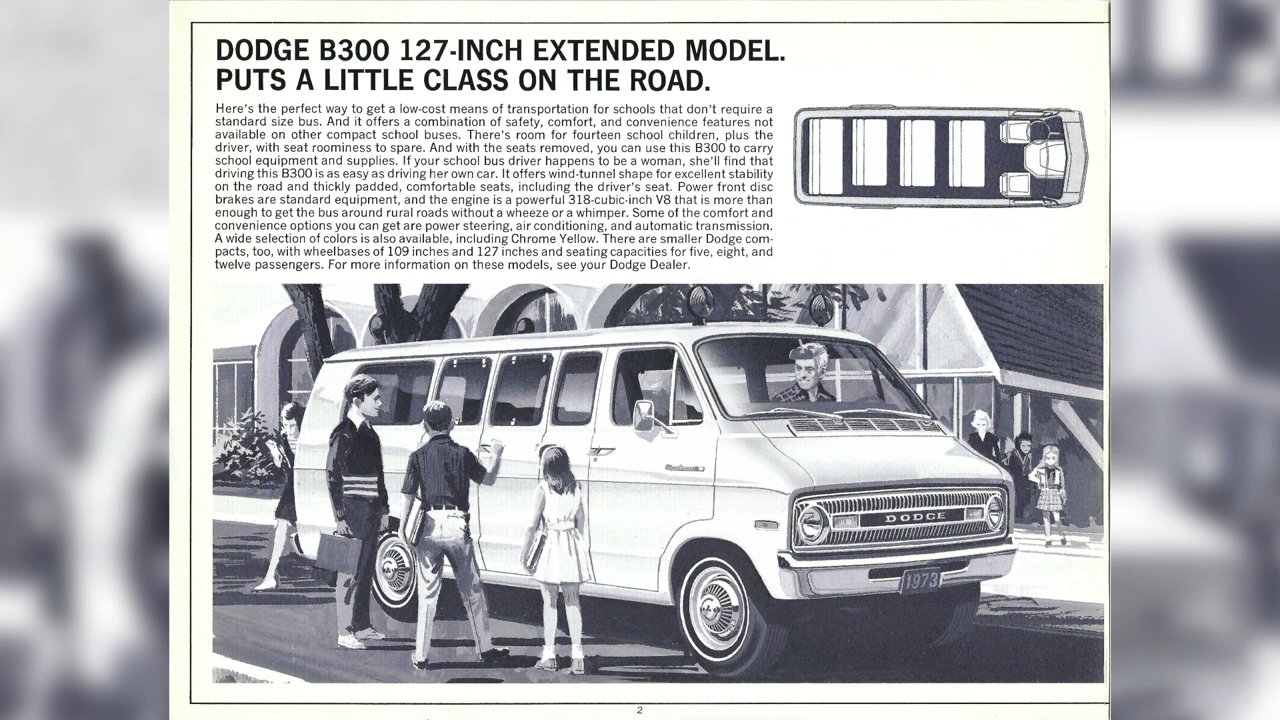 DODGE B300 127-INCH EXTENDED MODEL.
PUTS A LITTLE CLASS ON THE ROAD.
Here's the perfect way to get a low-cost means of transportation for schools that don't require a
standard size bus. And it offers a combination of safety, comfort, and convenience features not
available on other compact school buses. There's room for fourteen school children, plus the
driver, with seat roominess to spare. And with the seats removed, you can use this B300 to carry
school equipment and supplies. If your school bus driver happens to be a woman, she'll find that
driving this B300 is as easy as driving her own car. It offers wind-tunnel shape for excellent stability
on the road and thickly padded, comfortable seats, including the driver's seat. Power front disc
brakes are standard equipment, and the engine is a powerful 318-cubic-inch V8 that is more than
enough to get the bus around rural roads without a wheeze or a whimper. Some of the comfort and
convenience options you can get are power steering, air conditioning, and automatic transmission.
A wide selection of colors is also available, including Chrome Yellow. There are smaller Dodge com-
pacts, too, with wheelbases of 109 inches and 127 inches and seating capacities for five, eight, and
twelve passengers. For more information on these models, see your Dodge Dealer.
DODGE
1973
2